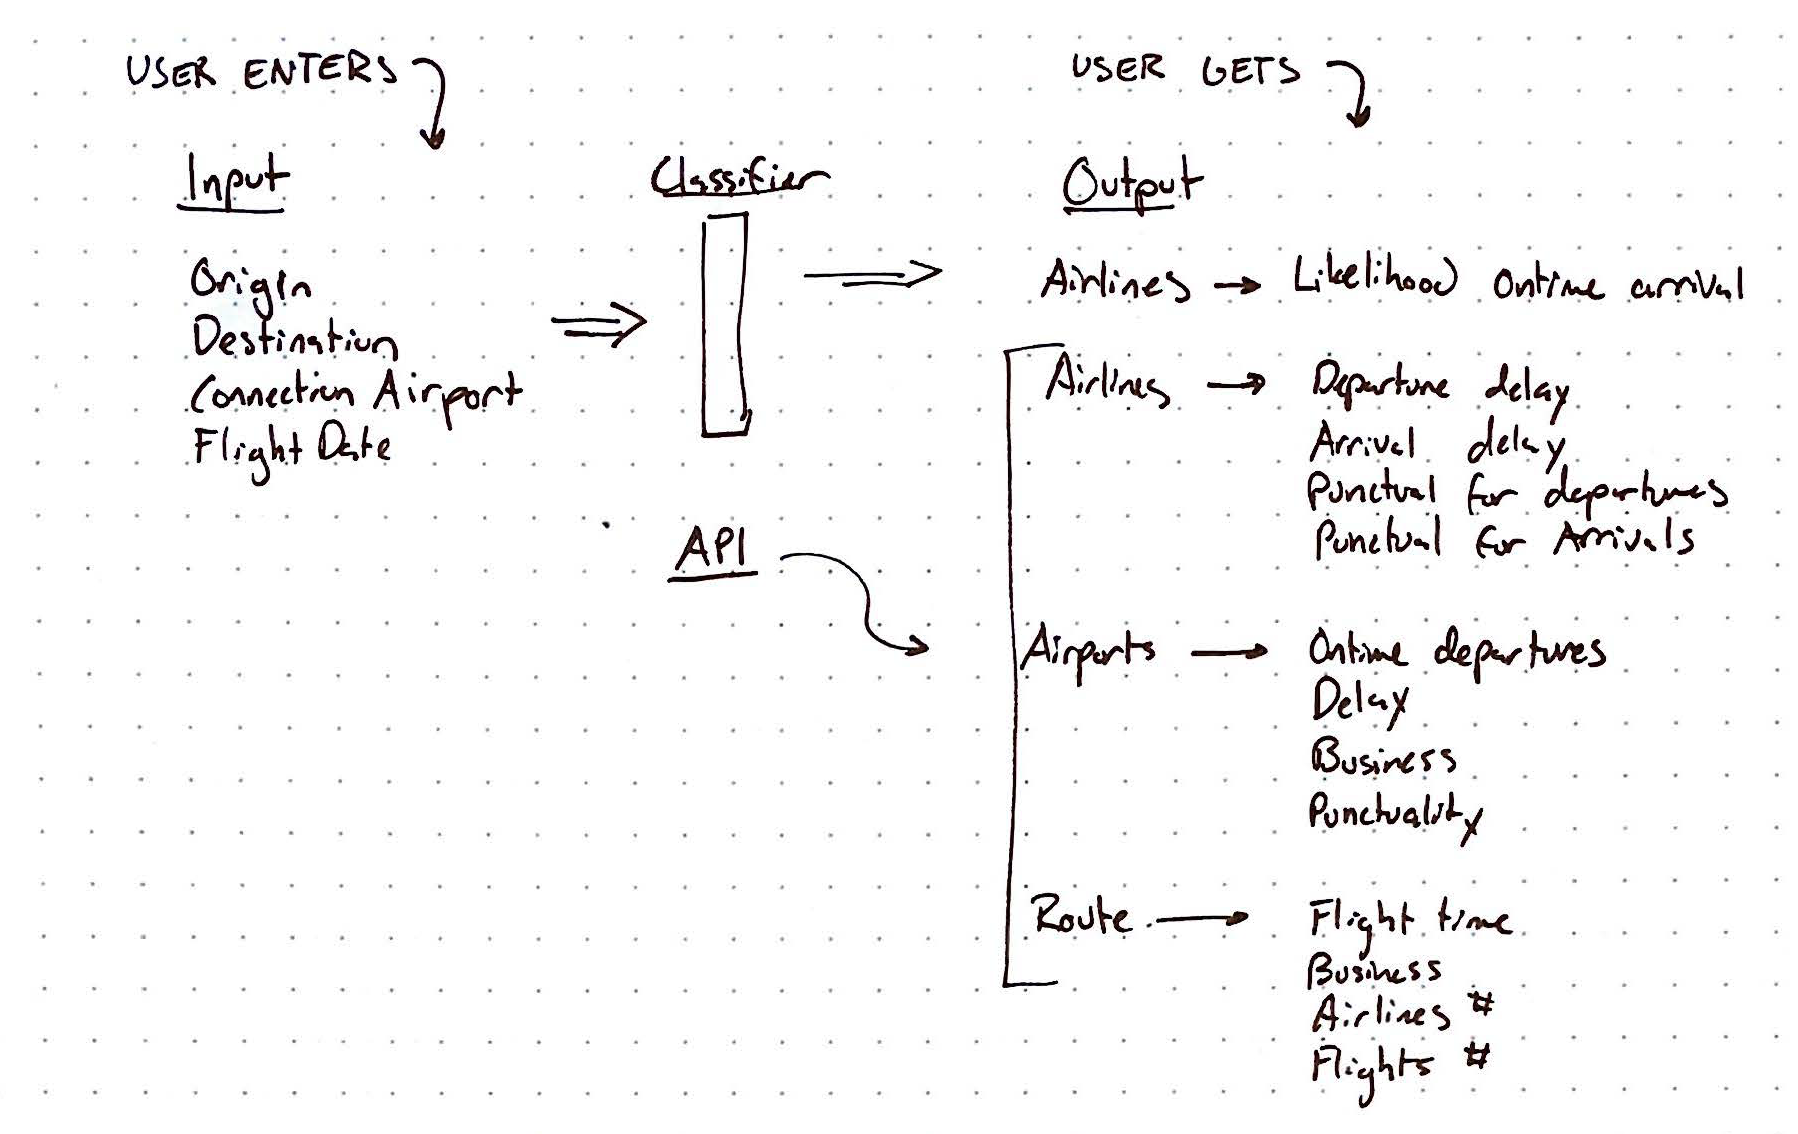 USER ENTERS
Input
Origin
Destination
Connection Airport
Flight Date
Classifier
API
USER GETS
Output
Airlines → Likelihood Ontime arrival
Airlines → Departure delay
Arrival delay
Punctual for departures
Punctual for Arrivals
Airports → Ontime departures
Delay
Business
Punctuality
Route → Flight time
Business
Airlines #
Flights #